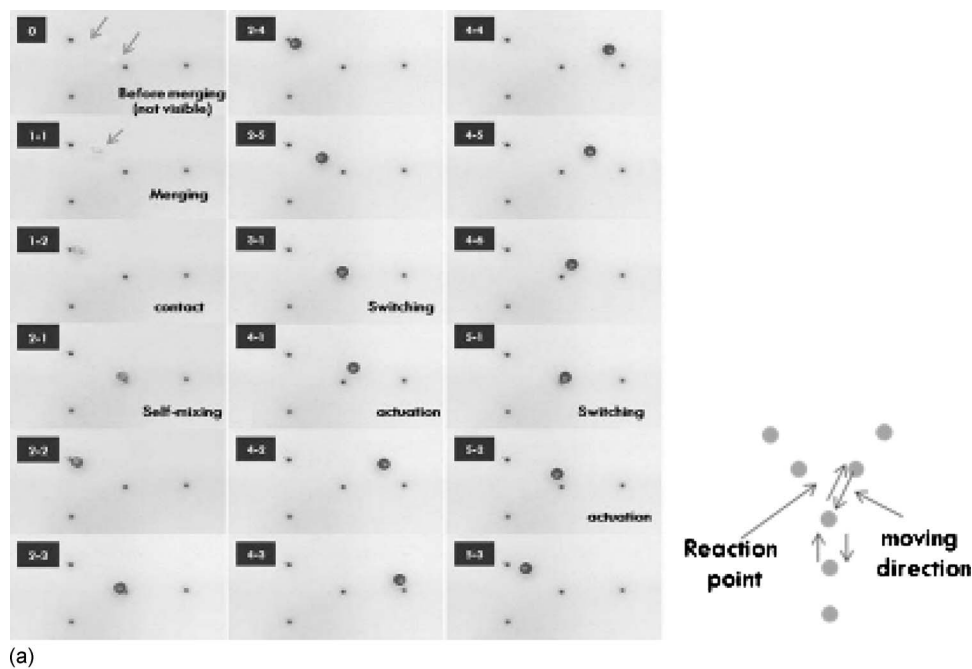 0
Before merging
(not visible)
1-1
Merging
1-2
contact
2-1
Self-mixing
2-2
2-3
2-4
2-5
3-1
Switching
4-1
actuation
4-2
4-3
4-4
4-5
4-6
5-1
Switching
5-2
actuation
5-3
Reaction
point
moving
direction
(a)